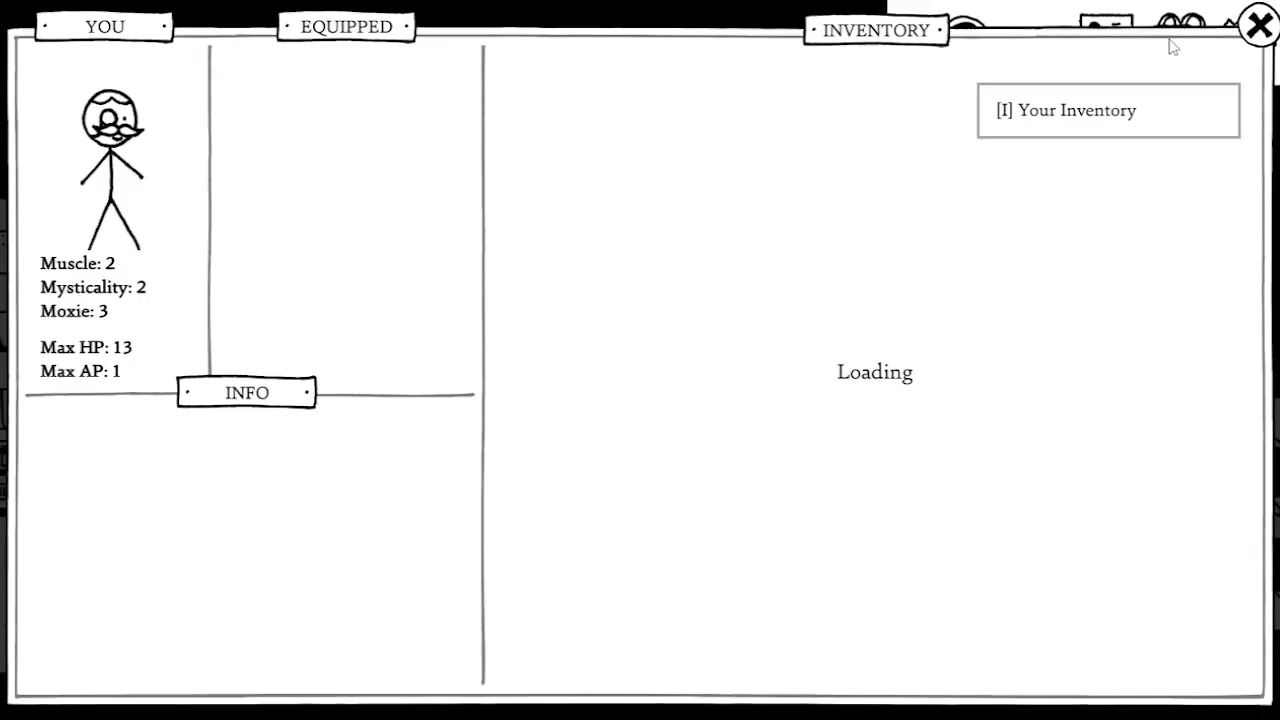 YOU
EQUIPPED
INVENTORY
[I] Your Inventory
Muscle: 2
Mysticality: 2
Moxie: 3
Max HP: 13
Max AP: 1
Loading
INFO